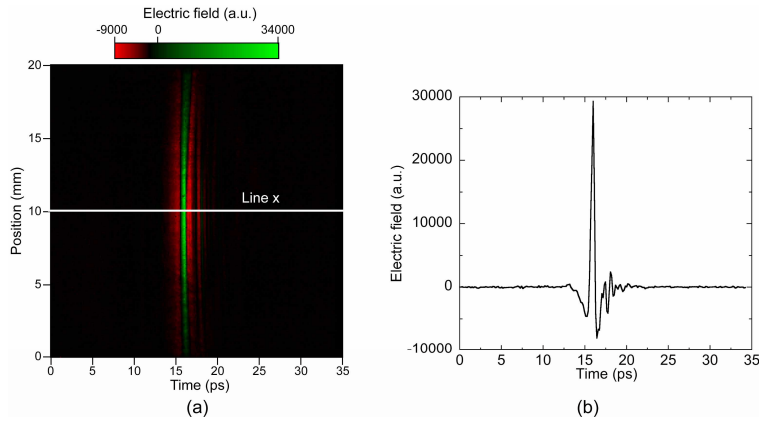 Electric field (a.u.)
-9000 0 34000
20
15
10
5
0
Position (mm)
Line x
0 5 10 15 20 25 30 35
Time (ps)
(a)
30000
20000
10000
0
-10000
Electric field (a.u.)
0 5 10 15 20 25 30 35
Time (ps)
(b)